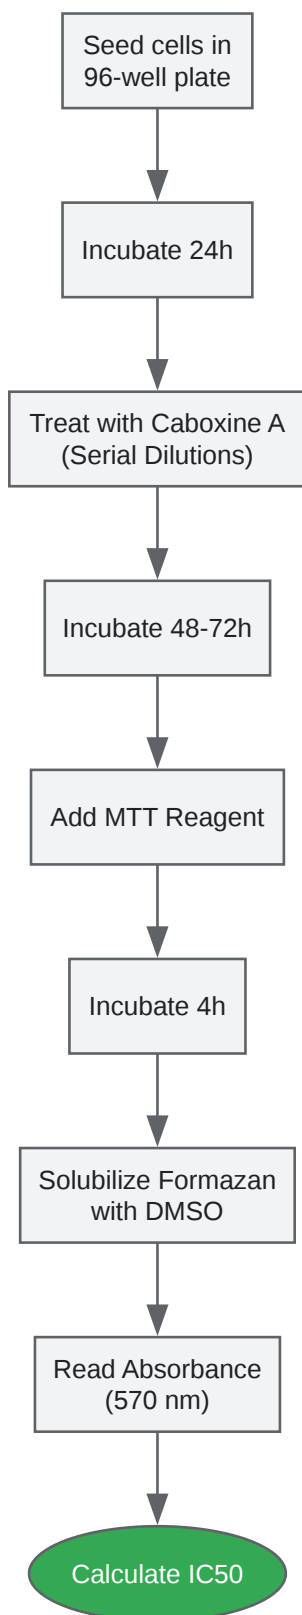 Seed cells in
96-well plate
Incubate 24h
Treat with Caboxine A
(Serial Dilutions)
Incubate 48-72h
Add MTT Reagent
Incubate 4h
Solubilize Formazan
with DMSO
Read Absorbance
(570 nm)
Calculate IC50